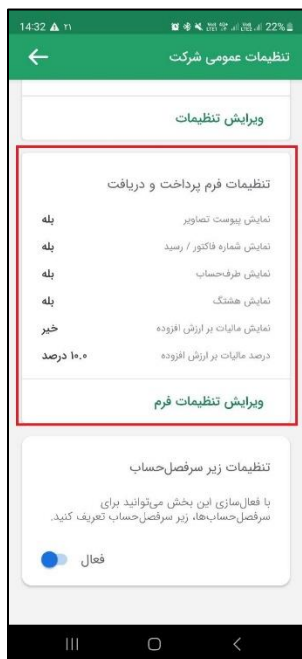 14:32 ۲۱ 22%
تنظیمات عمومی شرکت
ویرایش تنظیمات
تنظیمات فرم پرداخت و دریافت
نمایش پیوست تصاویر بله
نمایش شماره فاکتور / رسید بله
نمایش طرف‌حساب بله
نمایش هشتگ بله
نمایش مالیات بر ارزش افزوده خیر
درصد مالیات بر ارزش افزوده ۱۰.۰ درصد
ویرایش تنظیمات فرم
تنظیمات زیر سرفصل‌حساب
با فعال‌سازی این بخش می‌توانید برای
سرفصل‌حساب‌ها، زیر سرفصل‌حساب تعریف کنید.
فعال